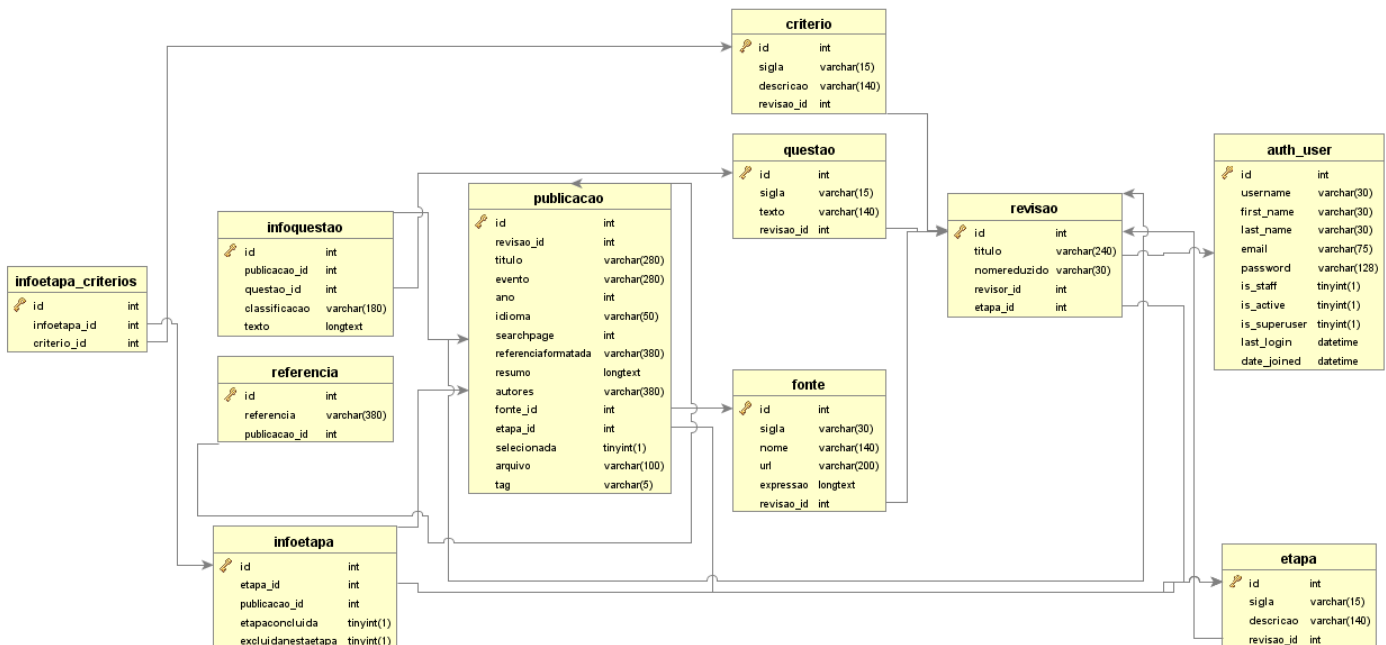 criterio
id int
sigla varchar(15)
descricao varchar(140)
revisao_id int
questao
id int
sigla varchar(15)
texto varchar(140)
revisao_id int
auth_user
id int
username varchar(30)
first_name varchar(30)
last_name varchar(30)
email varchar(75)
password varchar(128)
is_staff tinyint(1)
is_active tinyint(1)
is_superuser tinyint(1)
last_login datetime
date_joined datetime
publicacao
id int
revisao_id int
titulo varchar(280)
evento varchar(280)
ano int
idioma varchar(50)
searchpage int
referenciaformatada varchar(380)
resumo longtext
autores varchar(380)
fonte_id int
etapa_id int
selecionada tinyint(1)
arquivo varchar(100)
tag varchar(5)
revisao
id int
titulo varchar(240)
nomereduzido varchar(30)
revisor_id int
etapa_id int
infoquestao
id int
publicacao_id int
questao_id int
classificacao varchar(180)
texto longtext
infoetapa_criterios
id int
infoetapa_id int
criterio_id int
referencia
id int
referencia varchar(380)
publicacao_id int
fonte
id int
sigla varchar(30)
nome varchar(140)
url varchar(200)
expressao longtext
revisao_id int
infoetapa
id int
etapa_id int
publicacao_id int
etapaconcluida tinyint(1)
excluidanestaetapa tinyint(1)
etapa
id int
sigla varchar(15)
descricao varchar(140)
revisao_id int